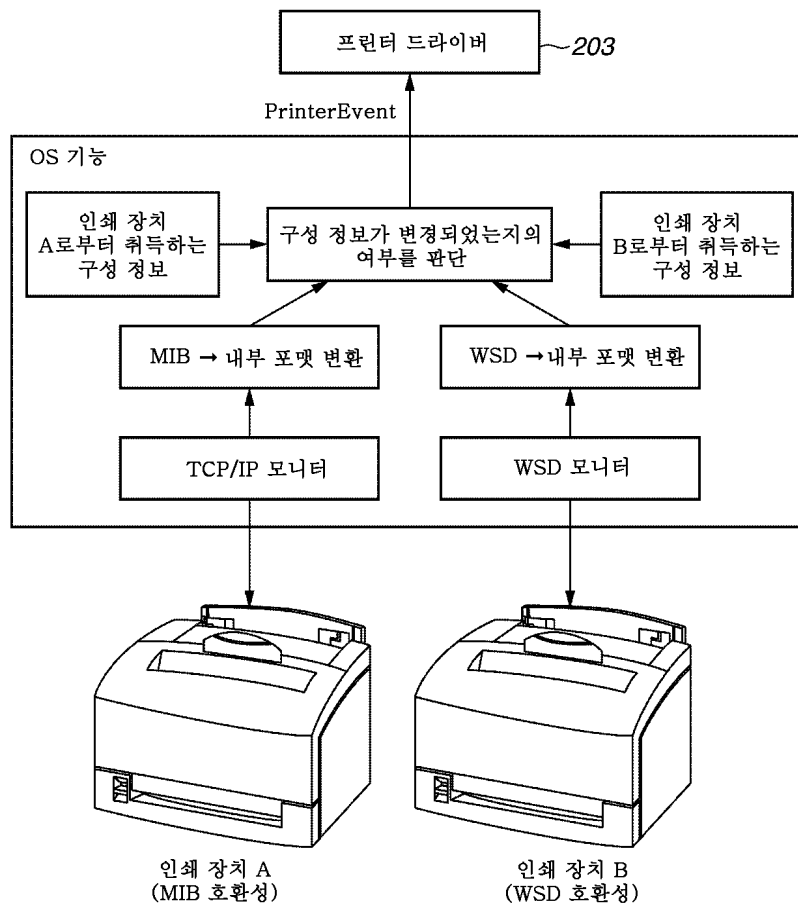 프린터 드라이버
203
PrinterEvent
OS 기능
인쇄 장치
A로부터 취득하는
구성 정보
구성 정보가 변경되었는지의
여부를 판단
인쇄 장치
B로부터 취득하는
구성 정보
MIB → 내부 포맷 변환
WSD → 내부 포맷 변환
TCP/IP 모니터
WSD 모니터
인쇄 장치 A
(MIB 호환성)
인쇄 장치 B
(WSD 호환성)